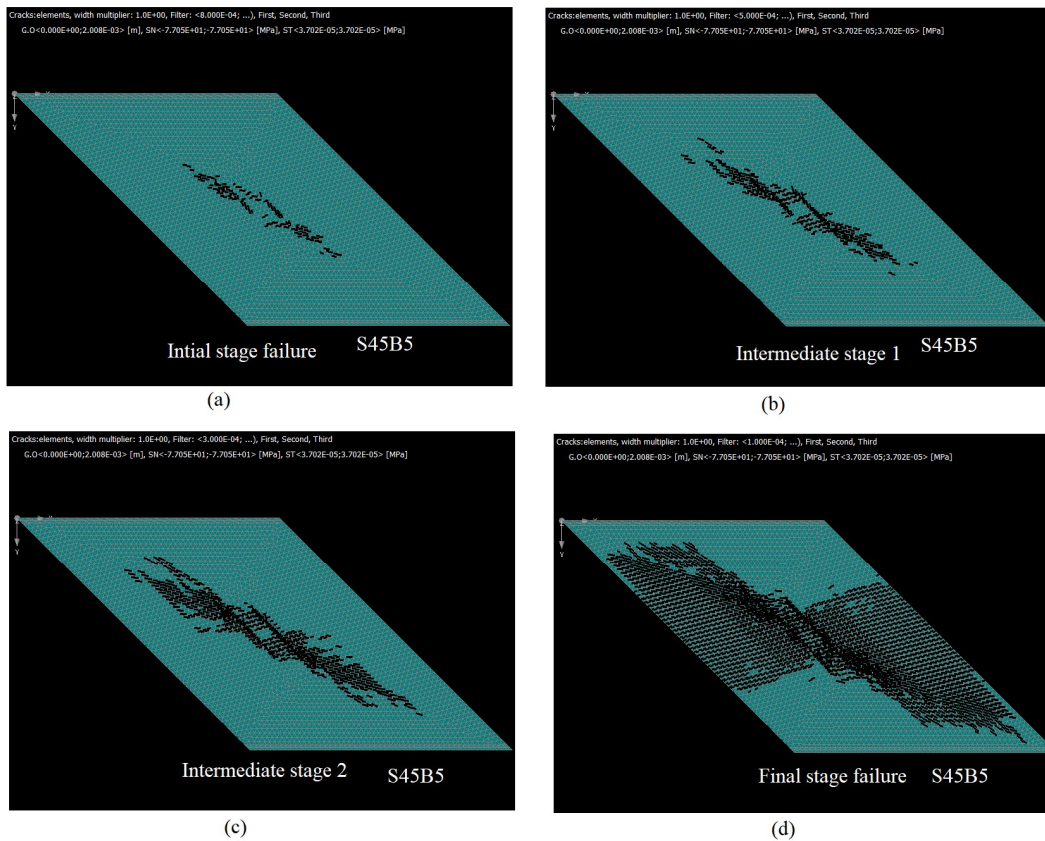 Cracks:elements, width multiplier: 1.0E+00, Filter: <8.000E-04; ...), First, Second, Third
G.O<0.000E+00;2.008E-03> [m], SN<-7.705E+01;-7.705E+01> [MPa], ST<3.702E-05;3.702E-05> [MPa]
Y
Intial stage failure S45B5
(a)
Cracks:elements, width multiplier: 1.0E+00, Filter: <5.000E-04; ...), First, Second, Third
G.O<0.000E+00;2.008E-03> [m], SN<-7.705E+01;-7.705E+01> [MPa], ST<3.702E-05;3.702E-05> [MPa]
Y
Intermediate stage 1 S45B5
(b)
Cracks:elements, width multiplier: 1.0E+00, Filter: <3.000E-04; ...), First, Second, Third
G.O<0.000E+00;2.008E-03> [m], SN<-7.705E+01;-7.705E+01> [MPa], ST<3.702E-05;3.702E-05> [MPa]
Y
Intermediate stage 2 S45B5
(c)
Cracks:elements, width multiplier: 1.0E+00, Filter: <1.000E-04; ...), First, Second, Third
G.O<0.000E+00;2.008E-03> [m], SN<-7.705E+01;-7.705E+01> [MPa], ST<3.702E-05;3.702E-05> [MPa]
Y
Final stage failure S45B5
(d)